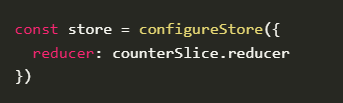 const store = configureStore({
  reducer: counterSlice.reducer
})